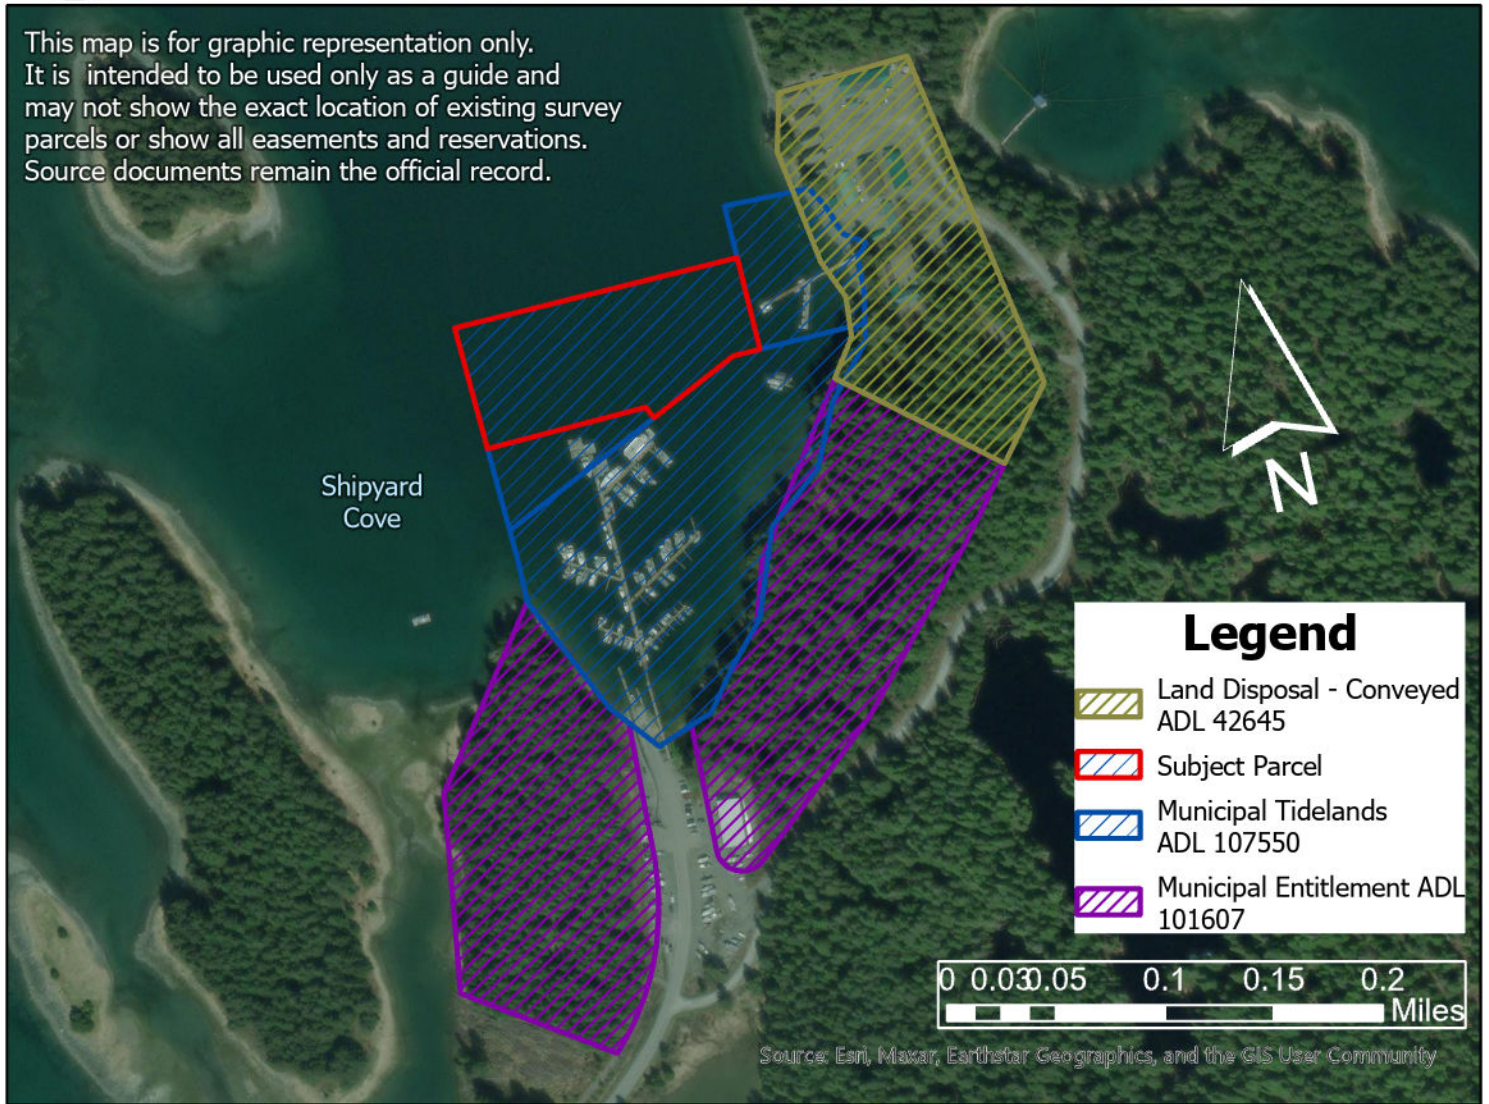 This map is for graphic representation only.
It is intended to be used only as a guide and
may not show the exact location of existing survey
parcels or show all easements and reservations.
Source documents remain the official record.
Shipyard
Cove
N
Legend
Land Disposal - Conveyed
ADL 42645
Subject Parcel
Municipal Tidelands
ADL 107550
Municipal Entitlement ADL
101607
0 0.03 0.05 0.1 0.15 0.2
Miles
Source: Esri, Maxar, Earthstar Geographics, and the GIS User Community